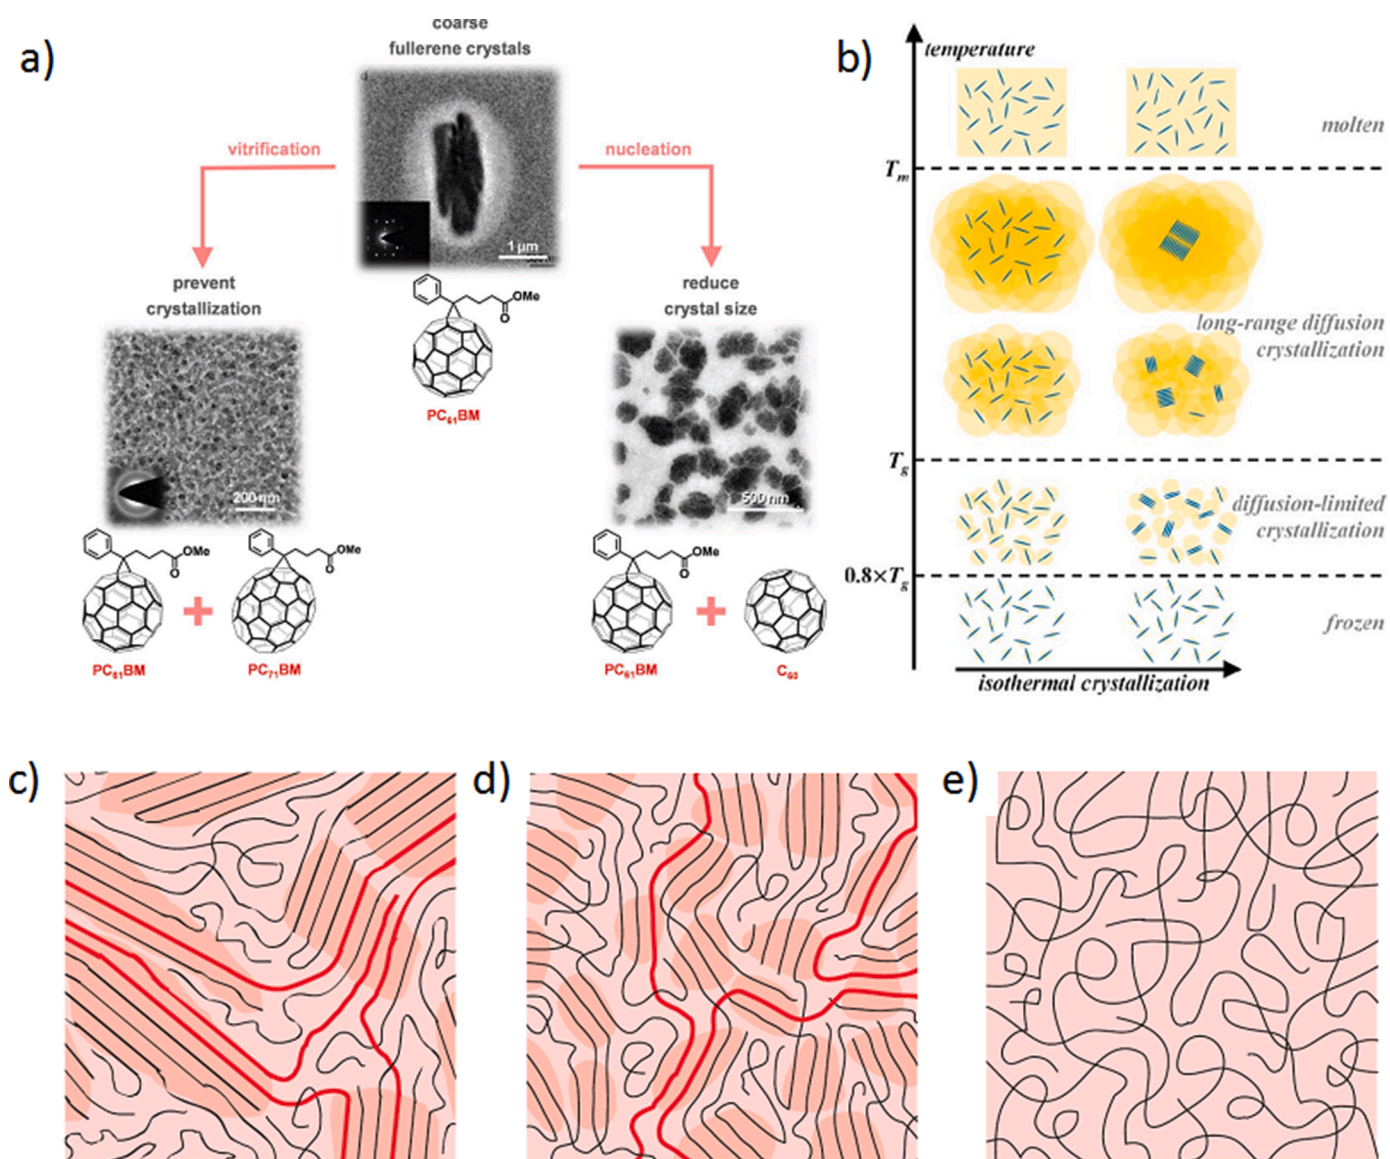 coarse
fullerene crystals
a)
vitrification
nucleation
d
1 µm
prevent
crystallization
reduce
crystal size
OMe
O
PC61BM
200 nm
500 nm
OMe
O
OMe
O
OMe
O
PC61BM
+
PC71BM
PC61BM
+
C60
b)
temperature
molten
Tm
long-range diffusion
crystallization
Tg
diffusion-limited
crystallization
0.8×Tg
frozen
isothermal crystallization
c)
d)
e)